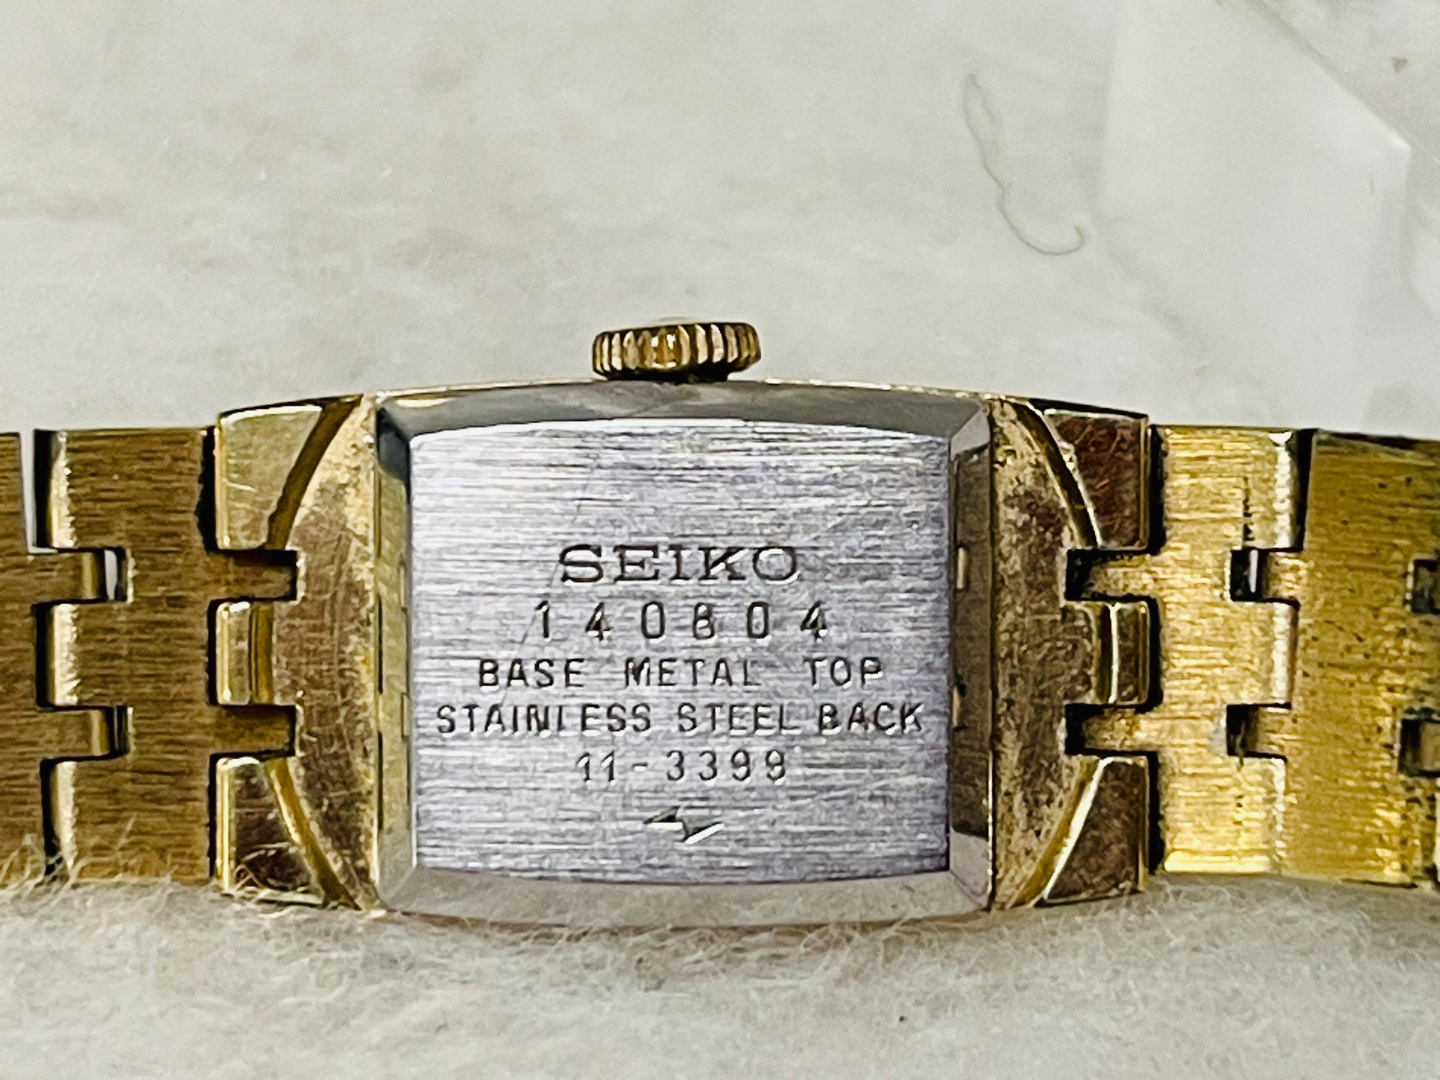 SEIKO
140804
BASE METAL TOP
STAINLESS STEEL BACK
11-3399